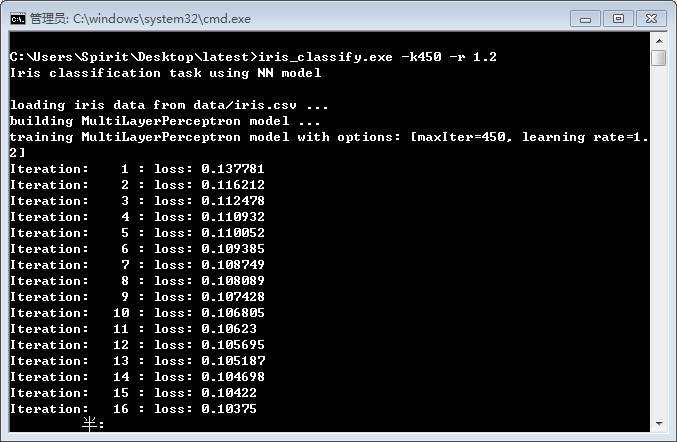 管理员: C:\windows\system32\cmd.exe
C:\Users\Spirit\Desktop\latest>iris_classify.exe -k450 -r 1.2
Iris classification task using NN model
loading iris data from data/iris.csv ...
building MultiLayerPerceptron model ...
training MultiLayerPerceptron model with options: [maxIter=450, learning rate=1.
2]
Iteration:    1 : loss: 0.137781
Iteration:    2 : loss: 0.116212
Iteration:    3 : loss: 0.112478
Iteration:    4 : loss: 0.110932
Iteration:    5 : loss: 0.110052
Iteration:    6 : loss: 0.109385
Iteration:    7 : loss: 0.108749
Iteration:    8 : loss: 0.108089
Iteration:    9 : loss: 0.107428
Iteration:   10 : loss: 0.106805
Iteration:   11 : loss: 0.10623
Iteration:   12 : loss: 0.105695
Iteration:   13 : loss: 0.105187
Iteration:   14 : loss: 0.104698
Iteration:   15 : loss: 0.10422
Iteration:   16 : loss: 0.10375
半: